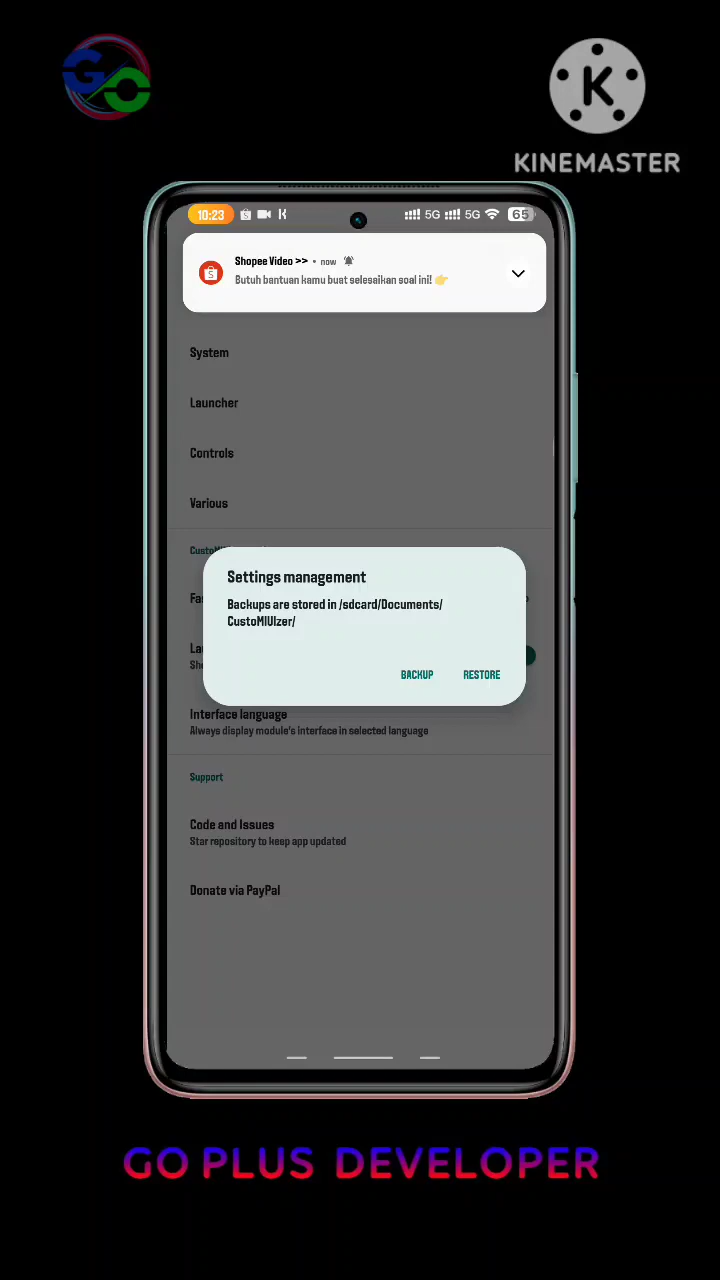 GO
K
KINEMASTER
10:23
5G
5G
65
Shopee Video >> • now
Butuh bantuan kamu buat selesaikan soal ini! 👉
System
Launcher
Controls
Various
Settings management
Backups are stored in /sdcard/Documents/
CustoMIUIzer/
BACKUP RESTORE
Interface language
Always display module's interface in selected language
Support
Code and Issues
Star repository to keep app updated
Donate via PayPal
GO PLUS DEVELOPER